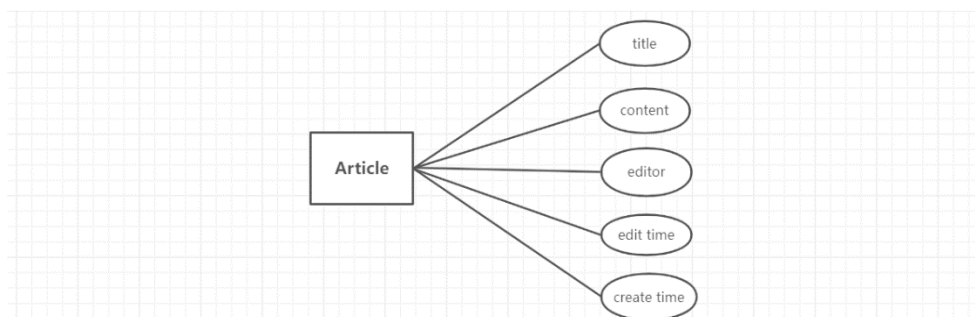 title
content
Article
editor
edit time
create time